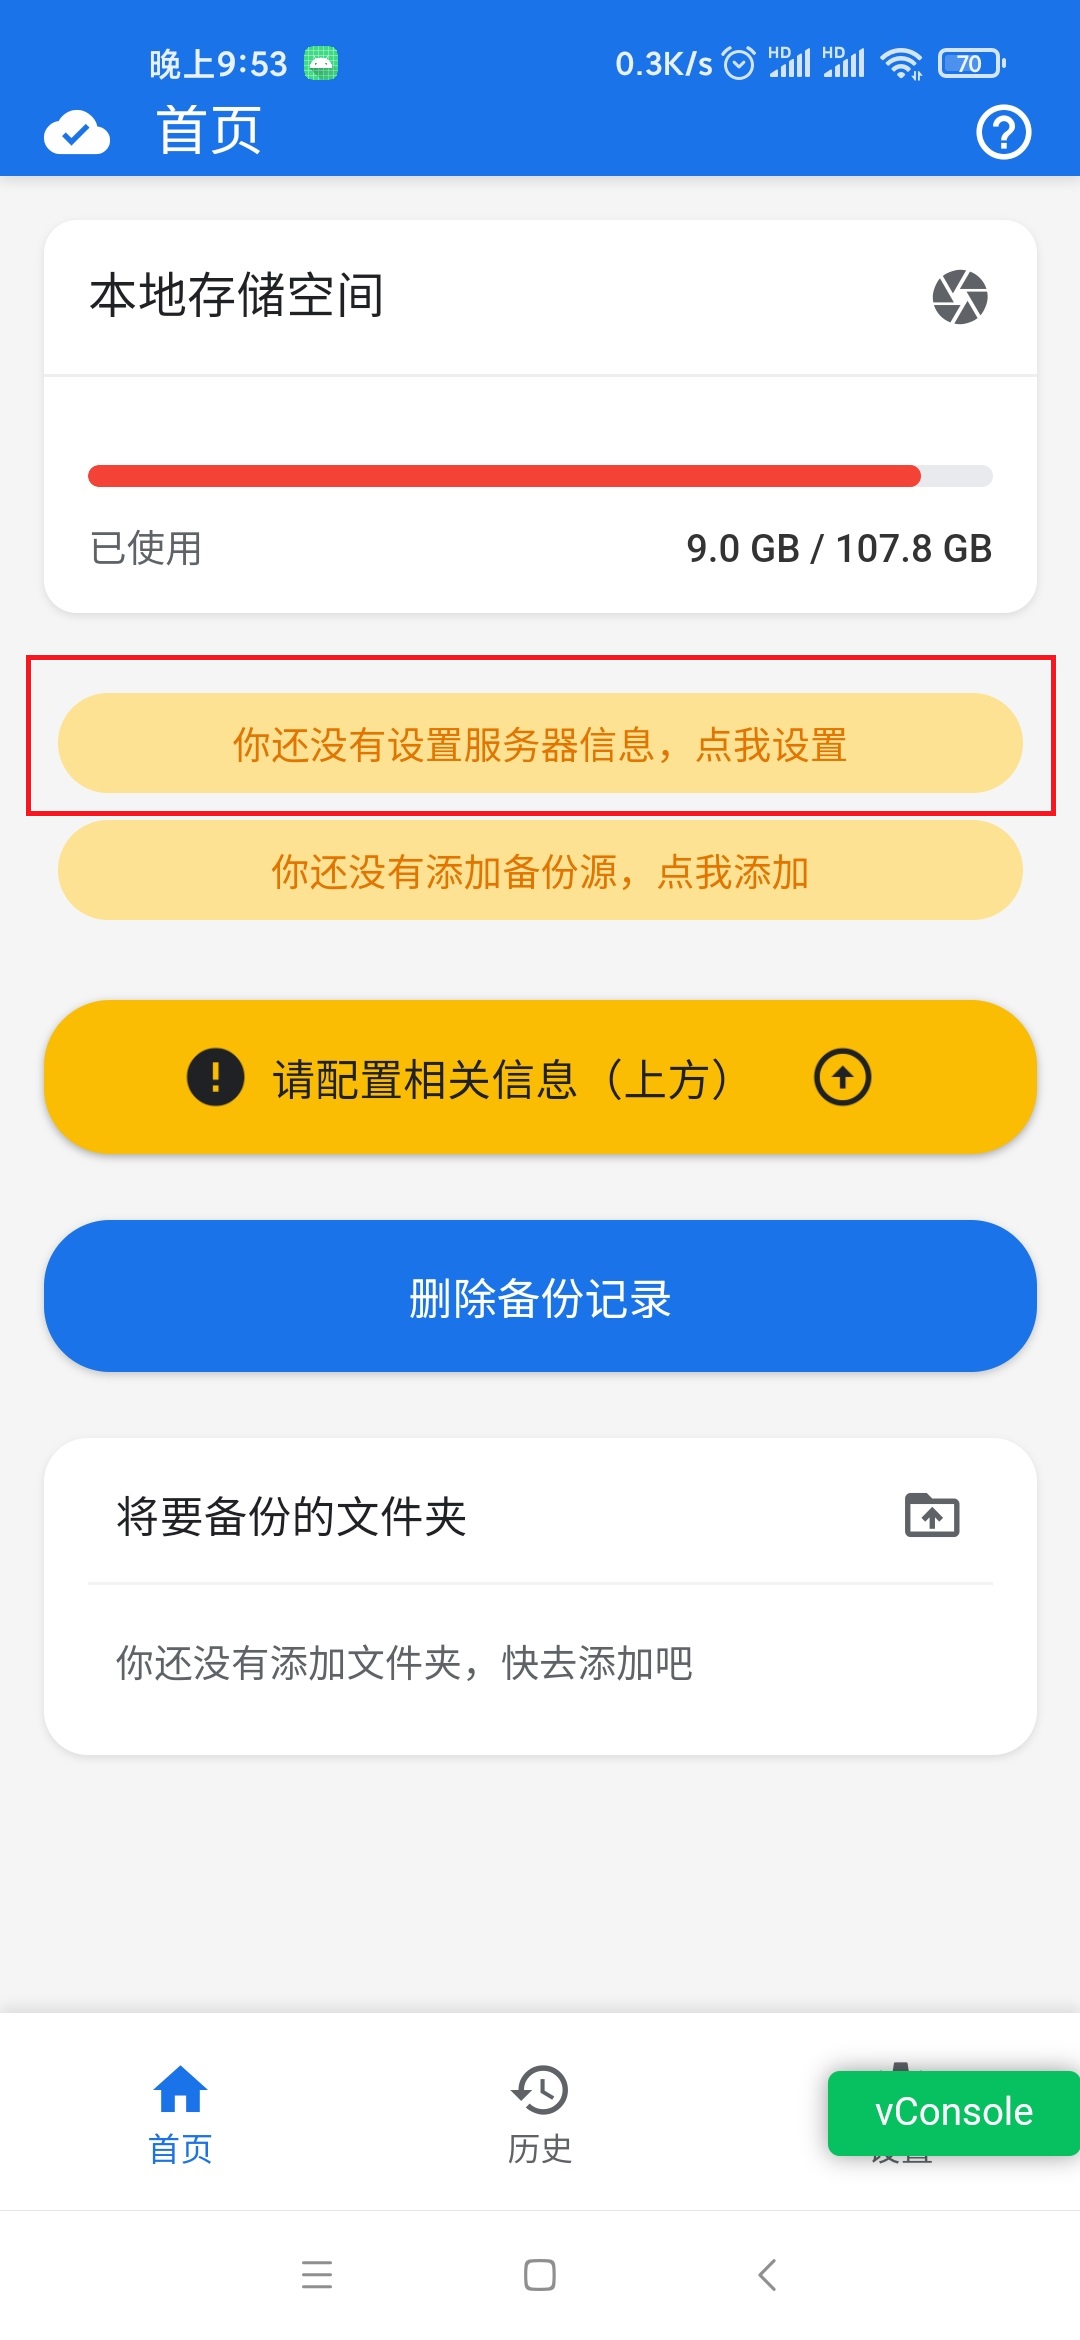 晚上9:53
0.3K/s HD HD 70
首页
本地存储空间
已使用
9.0 GB / 107.8 GB
你还没有设置服务器信息，点我设置
你还没有添加备份源，点我添加
请配置相关信息（上方）
删除备份记录
将要备份的文件夹
你还没有添加文件夹，快去添加吧
首页
历史
vConsole